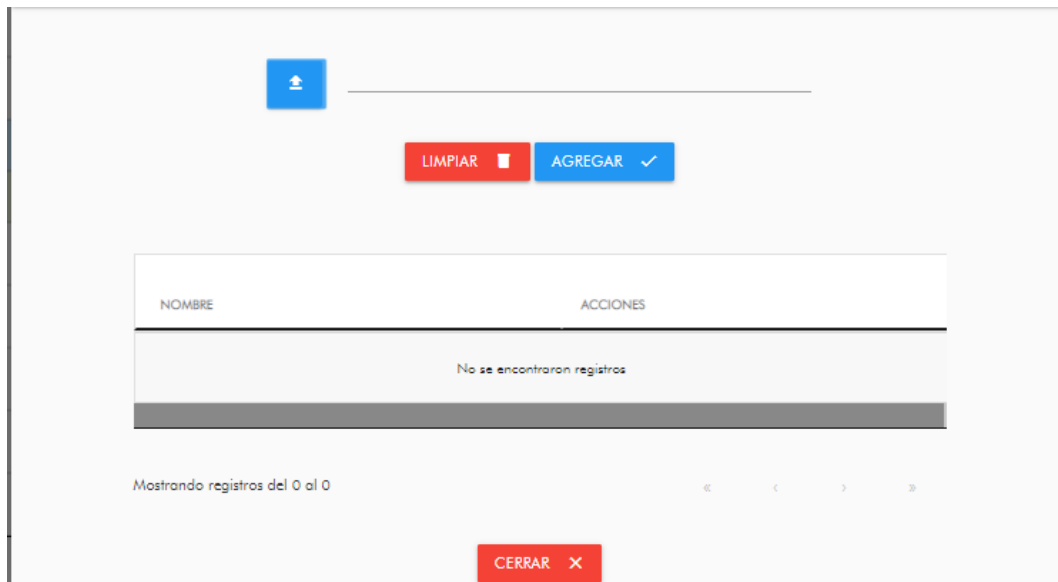 LIMPIAR AGREGAR
NOMBRE ACCIONES
No se encontraron registros
Mostrando registros del 0 al 0
« ‹ › »
CERRAR